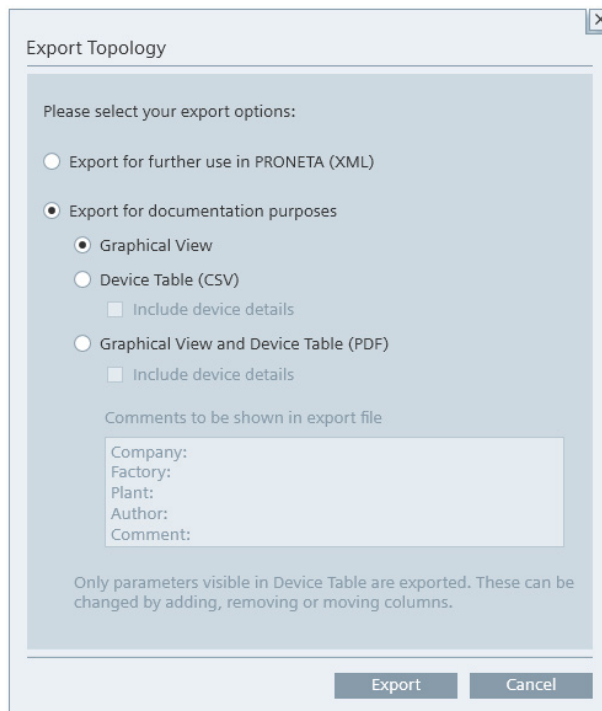 Export Topology
Please select your export options:
Export for further use in PRONETA (XML)
Export for documentation purposes
Graphical View
Device Table (CSV)
Include device details
Graphical View and Device Table (PDF)
Include device details
Comments to be shown in export file
Company:
Factory:
Plant:
Author:
Comment:
Only parameters visible in Device Table are exported. These can be
changed by adding, removing or moving columns.
Export Cancel